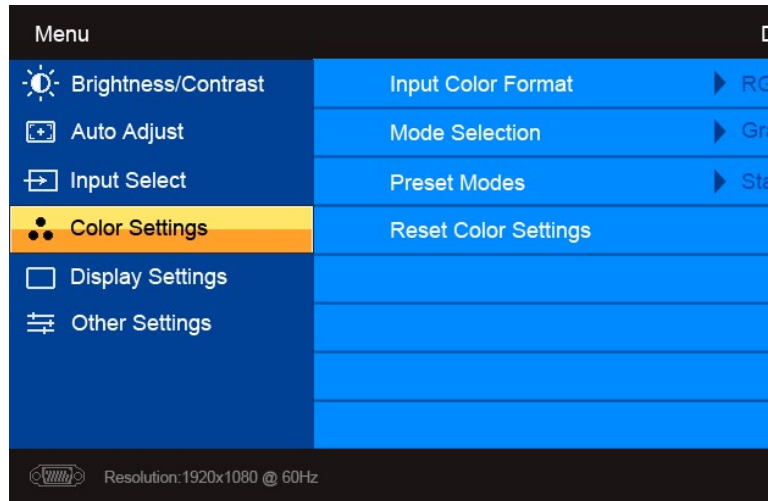 Menu
Brightness/Contrast
Input Color Format
Auto Adjust
Mode Selection
Input Select
Preset Modes
Color Settings
Reset Color Settings
Display Settings
Other Settings
Resolution:1920x1080 @ 60Hz